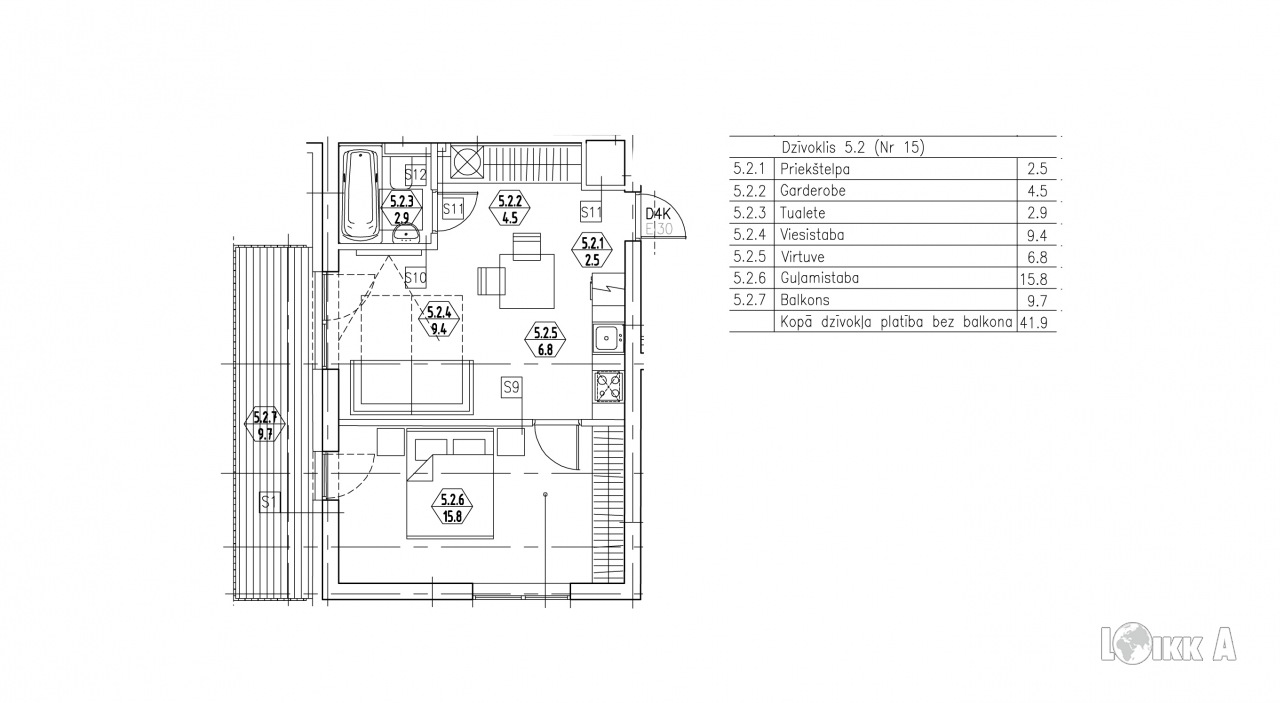 S12
5.2.3
2.9
S11
5.2.2
4.5
S11
D4K
E 30
5.2.1
2.5
S10
5.2.4
9.4
5.2.5
6.8
S9
5.2.7
9.7
S1
5.2.6
15.8
Dzīvoklis 5.2 (Nr 15)
5.2.1 Priekštelpa 2.5
5.2.2 Garderobe 4.5
5.2.3 Tualete 2.9
5.2.4 Viesistaba 9.4
5.2.5 Virtuve 6.8
5.2.6 Guļamistaba 15.8
5.2.7 Balkons 9.7
Kopā dzīvokļa platība bez balkona 41.9
LOIKK A